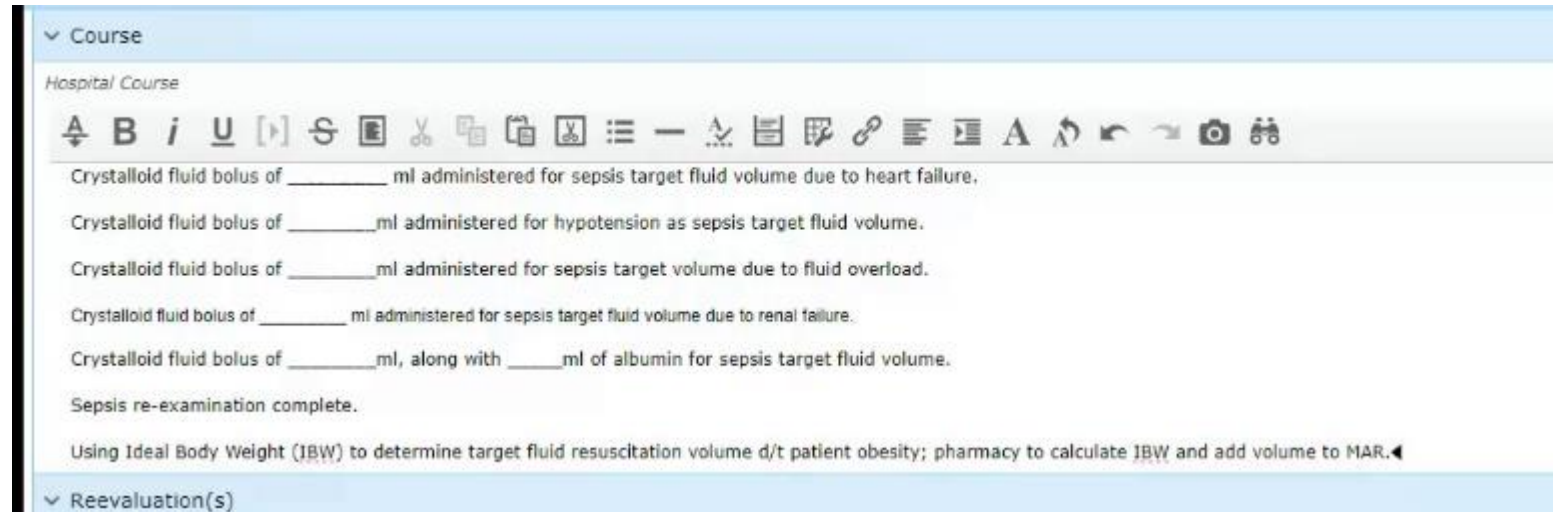 Course
Hospital Course
Crystalloid fluid bolus of __________ ml administered for sepsis target fluid volume due to heart failure.
Crystalloid fluid bolus of _________ml administered for hypotension as sepsis target fluid volume.
Crystalloid fluid bolus of _________ml administered for sepsis target volume due to fluid overload.
Crystalloid fluid bolus of _________ ml administered for sepsis target fluid volume due to renal failure.
Crystalloid fluid bolus of _________ml, along with _____ml of albumin for sepsis target fluid volume.
Sepsis re-examination complete.
Using Ideal Body Weight (IBW) to determine target fluid resuscitation volume d/t patient obesity; pharmacy to calculate IBW and add volume to MAR.
Reevaluation(s)